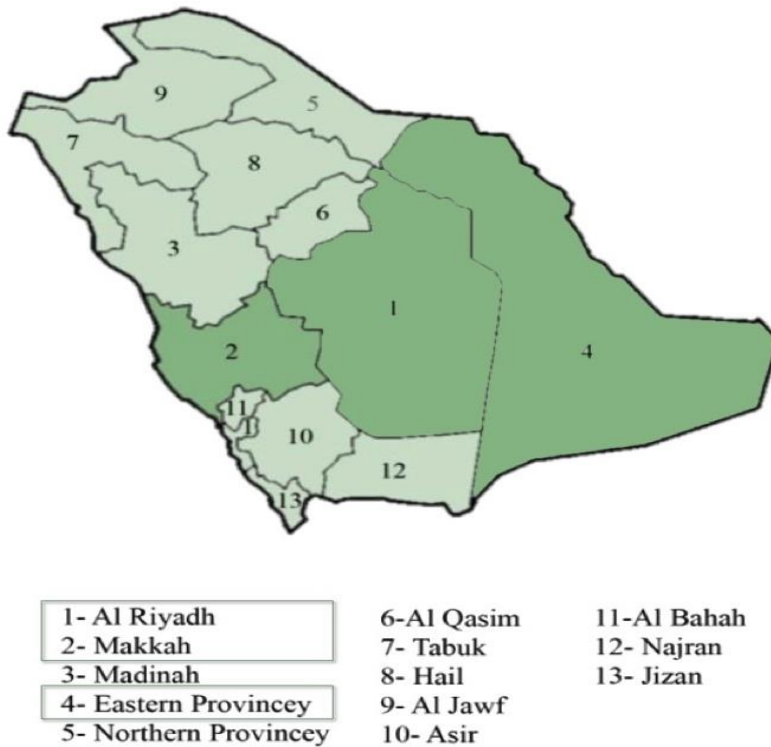 9
5
7
8
6
3
1
2
4
11
1
10
12
13
1- Al Riyadh
2- Makkah
3- Madinah
4- Eastern Provincey
5- Northern Provincey
6-Al Qasim
7- Tabuk
8- Hail
9- Al Jawf
10- Asir
11-Al Bahah
12- Najran
13- Jizan